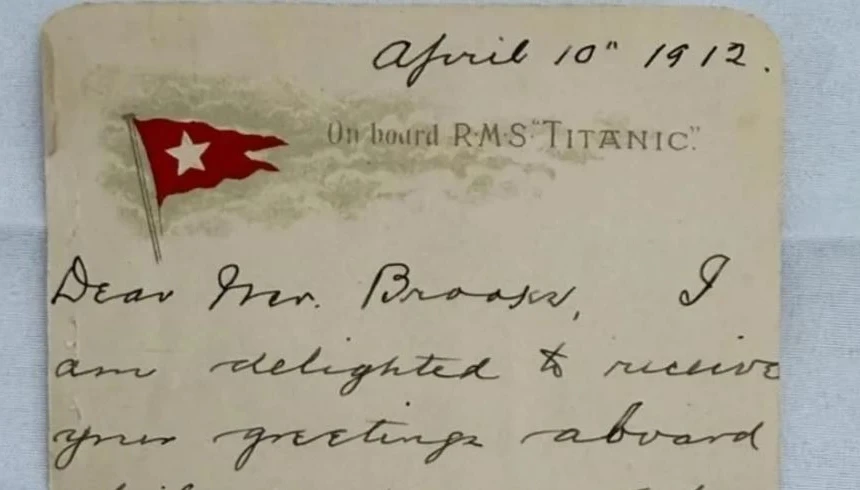 April 10" 1912.
On board R·M·S "TITANIC".
Dear Mr. Brooks, I
am delighted to receive
your greetings aboard